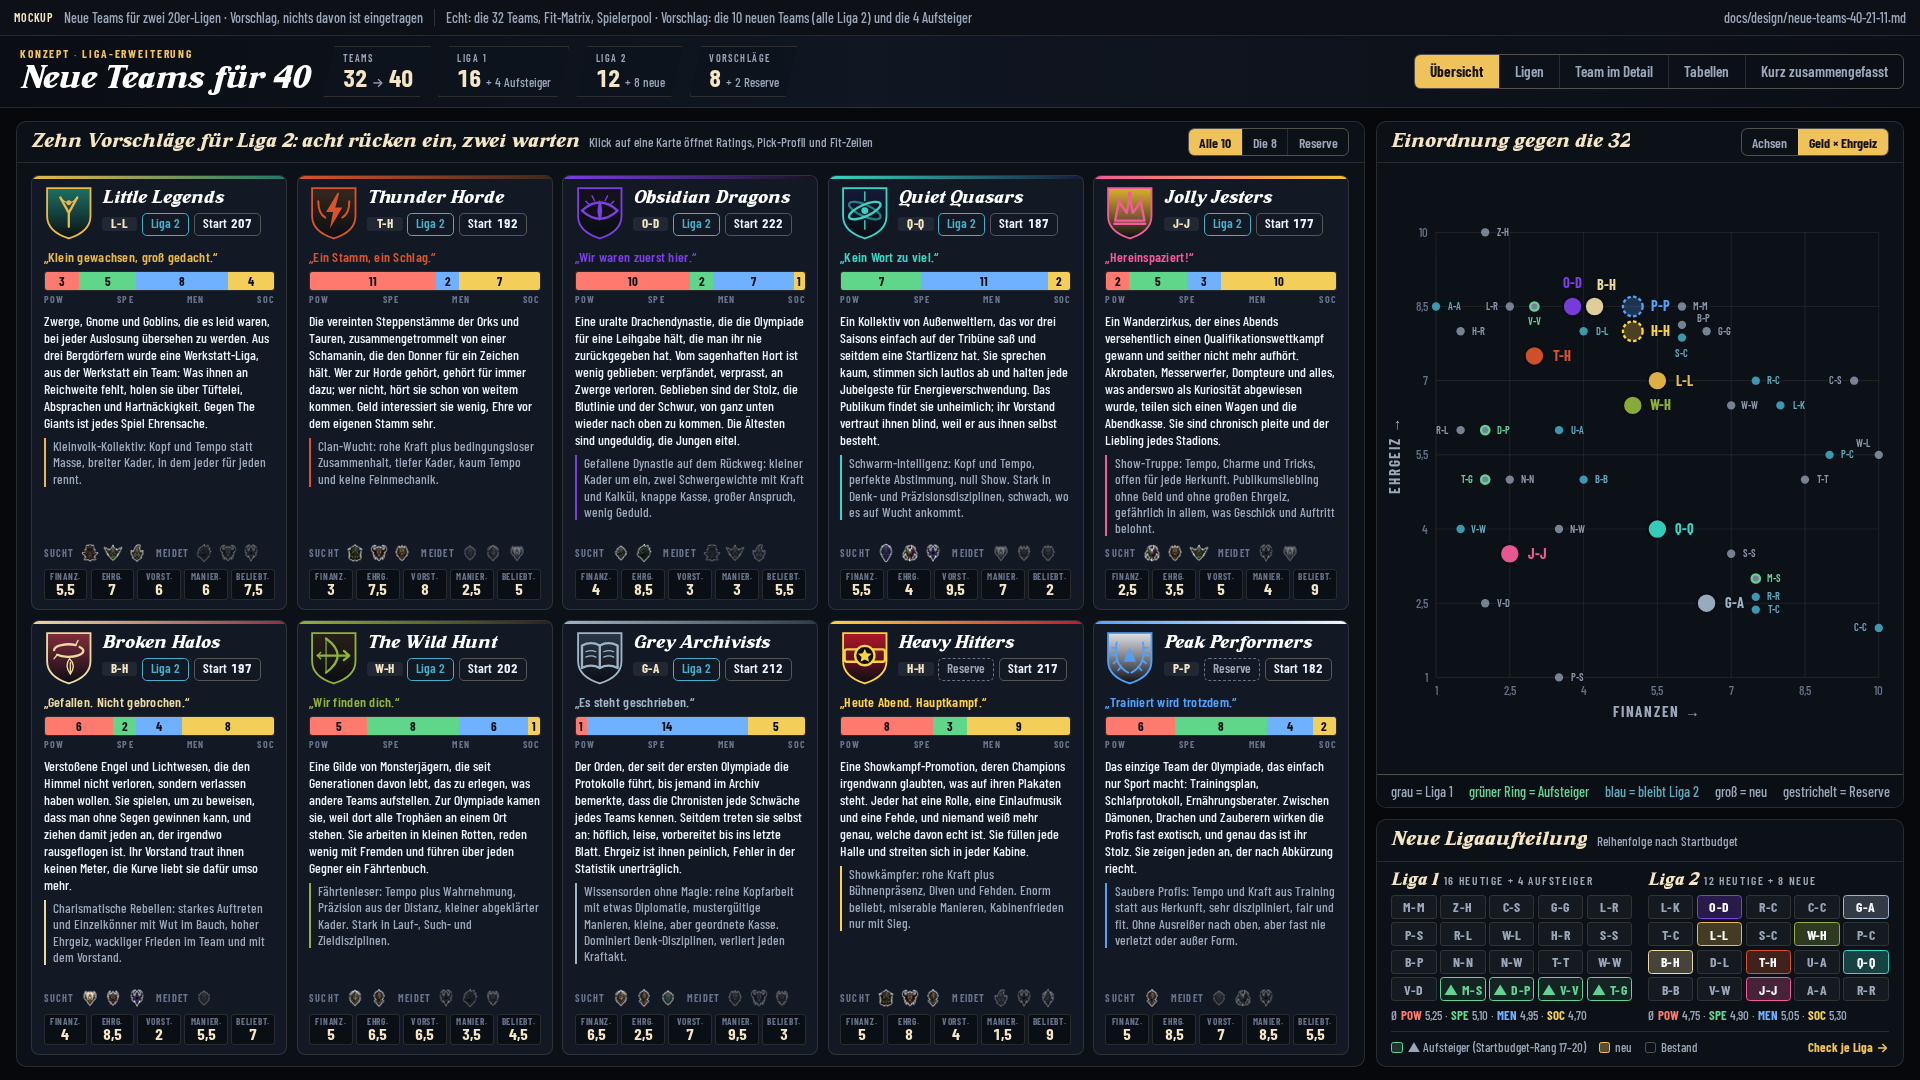 MOCKUP Neue Teams für zwei 20er-Ligen · Vorschlag, nichts davon ist eingetragen Echt: die 32 Teams, Fit-Matrix, Spielerpool · Vorschlag: die 10 neuen Teams (alle Liga 2) und die 4 Aufsteiger docs/design/neue-teams-40-21-11.md
KONZEPT · LIGA-ERWEITERUNG
Neue Teams für 40
TEAMS
32 → 40
LIGA 1
16 + 4 Aufsteiger
LIGA 2
12 + 8 neue
VORSCHLÄGE
8 + 2 Reserve
Übersicht Ligen Team im Detail Tabellen Kurz zusammengefasst
Zehn Vorschläge für Liga 2: acht rücken ein, zwei warten Klick auf eine Karte öffnet Ratings, Pick-Profil und Fit-Zellen
Alle 10 Die 8 Reserve
Little Legends
L-L Liga 2 Start 207
„Klein gewachsen, groß gedacht.“
3 5 8 4
POW SPE MEN SOC
Zwerge, Gnome und Goblins, die es leid waren,
bei jeder Auslosung übersehen zu werden. Aus
drei Bergdörfern wurde eine Werkstatt-Liga,
aus der Werkstatt ein Team: Was ihnen an
Reichweite fehlt, holen sie über Tüftelei,
Absprachen und Hartnäckigkeit. Gegen The
Giants ist jedes Spiel Ehrensache.
Kleinvolk-Kollektiv: Kopf und Tempo statt
Masse, breiter Kader, in dem jeder für jeden
rennt.
SUCHT MEIDET
FINANZ. EHRG. VORST. MANIER. BELIEBT.
5,5 7 6 6 7,5
Thunder Horde
T-H Liga 2 Start 192
„Ein Stamm, ein Schlag.“
11 2 7
POW SPE MEN SOC
Die vereinten Steppenstämme der Orks und
Tauren, zusammengetrommelt von einer
Schamanin, die den Donner für ein Zeichen
hält. Wer zur Horde gehört, gehört für immer
dazu; wer nicht, hört sie schon von weitem
kommen. Geld interessiert sie wenig, Ehre vor
dem eigenen Stamm sehr.
Clan-Wucht: rohe Kraft plus bedingungsloser
Zusammenhalt, tiefer Kader, kaum Tempo
und keine Feinmechanik.
SUCHT MEIDET
FINANZ. EHRG. VORST. MANIER. BELIEBT.
3 7,5 8 2,5 5
Obsidian Dragons
O-D Liga 2 Start 222
„Wir waren zuerst hier.“
10 2 7 1
POW SPE MEN SOC
Eine uralte Drachendynastie, die die Olympiade
für eine Leihgabe hält, die man ihr nie
zurückgegeben hat. Vom sagenhaften Hort ist
wenig geblieben: verpfändet, verprasst, an
Zwerge verloren. Geblieben sind der Stolz, die
Blutlinie und der Schwur, von ganz unten
wieder nach oben zu kommen. Die Ältesten
sind ungeduldig, die Jungen eitel.
Gefallene Dynastie auf dem Rückweg: kleiner
Kader um ein, zwei Schwergewichte mit Kraft
und Kalkül, knappe Kasse, großer Anspruch,
wenig Geduld.
SUCHT MEIDET
FINANZ. EHRG. VORST. MANIER. BELIEBT.
4 8,5 3 3 5,5
Quiet Quasars
Q-Q Liga 2 Start 187
„Kein Wort zu viel.“
7 11 2
POW SPE MEN SOC
Ein Kollektiv von Außenweltlern, das vor drei
Saisons einfach auf der Tribüne saß und
seitdem eine Startlizenz hat. Sie sprechen
kaum, stimmen sich lautlos ab und halten jede
Jubelgeste für Energieverschwendung. Das
Publikum findet sie unheimlich; ihr Vorstand
vertraut ihnen blind, weil er aus ihnen selbst
besteht.
Schwarm-Intelligenz: Kopf und Tempo,
perfekte Abstimmung, null Show. Stark in
Denk- und Präzisionsdisziplinen, schwach, wo
es auf Wucht ankommt.
SUCHT MEIDET
FINANZ. EHRG. VORST. MANIER. BELIEBT.
5,5 4 9,5 7 2
Jolly Jesters
J-J Liga 2 Start 177
„Hereinspaziert!“
2 5 3 10
POW SPE MEN SOC
Ein Wanderzirkus, der eines Abends
versehentlich einen Qualifikationswettkampf
gewann und seither nicht mehr aufhört.
Akrobaten, Messerwerfer, Dompteure und alles,
was anderswo als Kuriosität abgewiesen
wurde, teilen sich einen Wagen und die
Abendkasse. Sie sind chronisch pleite und der
Liebling jedes Stadions.
Show-Truppe: Tempo, Charme und Tricks,
offen für jede Herkunft. Publikumsliebling
ohne Geld und ohne großen Ehrgeiz,
gefährlich in allem, was Geschick und Auftritt
belohnt.
SUCHT MEIDET
FINANZ. EHRG. VORST. MANIER. BELIEBT.
2,5 3,5 5 4 9
Broken Halos
B-H Liga 2 Start 197
„Gefallen. Nicht gebrochen.“
6 2 4 8
POW SPE MEN SOC
Verstoßene Engel und Lichtwesen, die den
Himmel nicht verloren, sondern verlassen
haben wollen. Sie spielen, um zu beweisen,
dass man ohne Segen gewinnen kann, und
ziehen damit jeden an, der irgendwo
rausgeflogen ist. Ihr Vorstand traut ihnen
keinen Meter, die Kurve liebt sie dafür umso
mehr.
Charismatische Rebellen: starkes Auftreten
und Einzelkönner mit Wut im Bauch, hoher
Ehrgeiz, wackliger Frieden im Team und mit
dem Vorstand.
SUCHT MEIDET
FINANZ. EHRG. VORST. MANIER. BELIEBT.
4 8,5 2 5,5 7
The Wild Hunt
W-H Liga 2 Start 202
„Wir finden dich.“
5 8 6 1
POW SPE MEN SOC
Eine Gilde von Monsterjägern, die seit
Generationen davon lebt, das zu erlegen, was
andere Teams aufstellen. Zur Olympiade kamen
sie, weil dort alle Trophäen an einem Ort
stehen. Sie arbeiten in kleinen Rotten, reden
wenig mit Fremden und führen über jeden
Gegner ein Fährtenbuch.
Fährtenleser: Tempo plus Wahrnehmung,
Präzision aus der Distanz, kleiner abgeklärter
Kader. Stark in Lauf-, Such- und
Zieldisziplinen.
SUCHT MEIDET
FINANZ. EHRG. VORST. MANIER. BELIEBT.
5 6,5 6,5 3,5 4,5
Grey Archivists
G-A Liga 2 Start 212
„Es steht geschrieben.“
1 14 5
POW SPE MEN SOC
Der Orden, der seit der ersten Olympiade die
Protokolle führt, bis jemand im Archiv
bemerkte, dass die Chronisten jede Schwäche
jedes Teams kennen. Seitdem treten sie selbst
an: höflich, leise, vorbereitet bis ins letzte
Blatt. Ehrgeiz ist ihnen peinlich, Fehler in der
Statistik unerträglich.
Wissensorden ohne Magie: reine Kopfarbeit
mit etwas Diplomatie, mustergültige
Manieren, kleine, aber geordnete Kasse.
Dominiert Denk-Disziplinen, verliert jeden
Kraftakt.
SUCHT MEIDET
FINANZ. EHRG. VORST. MANIER. BELIEBT.
6,5 2,5 7 9,5 3
Heavy Hitters
H-H Reserve Start 217
„Heute Abend. Hauptkampf.“
8 3 9
POW SPE MEN SOC
Eine Showkampf-Promotion, deren Champions
irgendwann glaubten, was auf ihren Plakaten
steht. Jeder hat eine Rolle, eine Einlaufmusik
und eine Fehde, und niemand weiß mehr
genau, welche davon echt ist. Sie füllen jede
Halle und streiten sich in jeder Kabine.
Showkämpfer: rohe Kraft plus
Bühnenpräsenz, Diven und Fehden. Enorm
beliebt, miserable Manieren, Kabinenfrieden
nur mit Sieg.
SUCHT MEIDET
FINANZ. EHRG. VORST. MANIER. BELIEBT.
5 8 4 1,5 9
Peak Performers
P-P Reserve Start 182
„Trainiert wird trotzdem.“
6 8 4 2
POW SPE MEN SOC
Das einzige Team der Olympiade, das einfach
nur Sport macht: Trainingsplan,
Schlafprotokoll, Ernährungsberater. Zwischen
Dämonen, Drachen und Zauberern wirken die
Profis fast exotisch, und genau das ist ihr
Stolz. Sie zeigen jeden an, der nach Abkürzung
riecht.
Saubere Profis: Tempo und Kraft aus Training
statt aus Herkunft, sehr diszipliniert, fair und
fit. Ohne Ausreißer nach oben, aber fast nie
verletzt oder außer Form.
SUCHT MEIDET
FINANZ. EHRG. VORST. MANIER. BELIEBT.
5 8,5 7 8,5 5,5
Einordnung gegen die 32
Achsen Geld × Ehrgeiz
10 Z-H
O-D B-H
8,5 A-A L-R V-V P-P M-M
B-P
H-R D-L H-H G-G
S-C
T-H
7 L-L R-C C-S
W-H W-W L-K
R-L D-P U-A
W-L
5,5 P-C
T-G N-N B-B T-T
4 V-W N-W Q-Q
J-J S-S
M-S
R-R
2,5 V-D G-A T-C
C-C
1 P-S
1 2,5 4 5,5 7 8,5 10
EHRGEIZ →
FINANZEN →
grau = Liga 1 grüner Ring = Aufsteiger blau = bleibt Liga 2 groß = neu gestrichelt = Reserve
Neue Ligaaufteilung Reihenfolge nach Startbudget
Liga 1 16 HEUTIGE + 4 AUFSTEIGER
M-M Z-H C-S G-G L-R
P-S R-L W-L H-R S-S
B-P N-N N-W T-T W-W
V-D ▲ M-S ▲ D-P ▲ V-V ▲ T-G
Ø POW 5,25 · SPE 5,10 · MEN 4,95 · SOC 4,70
Liga 2 12 HEUTIGE + 8 NEUE
L-K O-D R-C C-C G-A
T-C L-L S-C W-H P-C
B-H D-L T-H U-A Q-Q
B-B V-W J-J A-A R-R
Ø POW 4,75 · SPE 4,90 · MEN 5,05 · SOC 5,30
▲ Aufsteiger (Startbudget-Rang 17–20) neu Bestand Check je Liga →